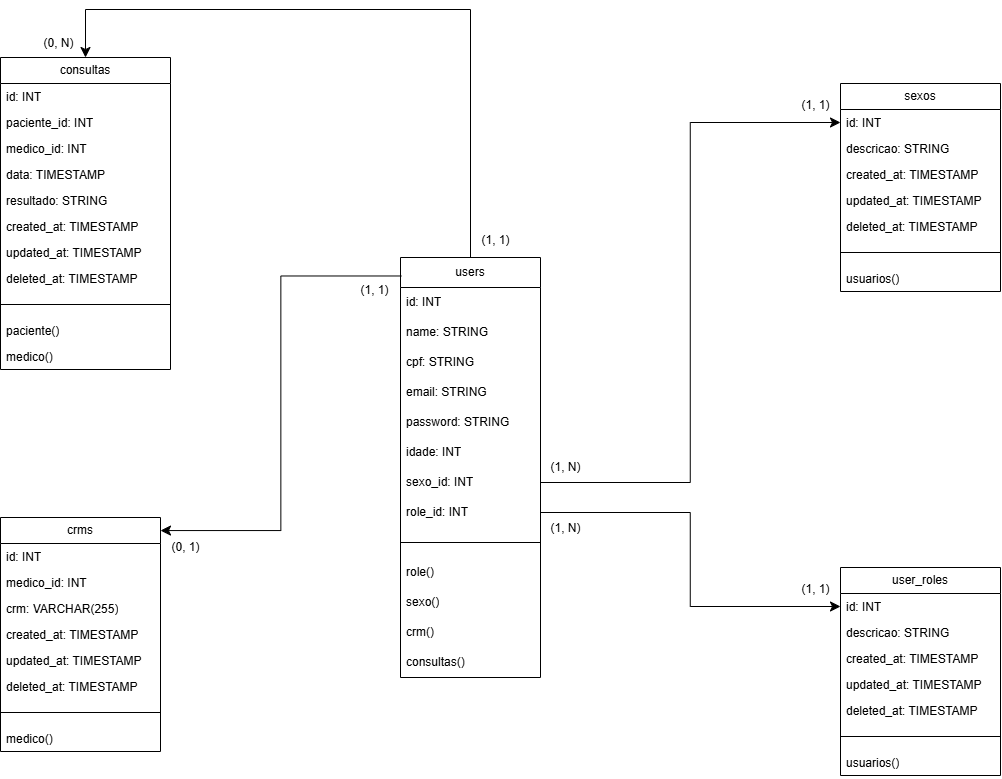 (0, N)
consultas
id: INT
paciente_id: INT
medico_id: INT
data: TIMESTAMP
resultado: STRING
created_at: TIMESTAMP
updated_at: TIMESTAMP
deleted_at: TIMESTAMP
paciente()
medico()
(1, 1)
users
(1, 1)
id: INT
name: STRING
cpf: STRING
email: STRING
password: STRING
idade: INT
sexo_id: INT
role_id: INT
role()
sexo()
crm()
consultas()
(1, N)
(1, N)
(1, 1)
sexos
id: INT
descricao: STRING
created_at: TIMESTAMP
updated_at: TIMESTAMP
deleted_at: TIMESTAMP
usuarios()
crms
(0, 1)
id: INT
medico_id: INT
crm: VARCHAR(255)
created_at: TIMESTAMP
updated_at: TIMESTAMP
deleted_at: TIMESTAMP
medico()
(1, 1)
user_roles
id: INT
descricao: STRING
created_at: TIMESTAMP
updated_at: TIMESTAMP
deleted_at: TIMESTAMP
usuarios()